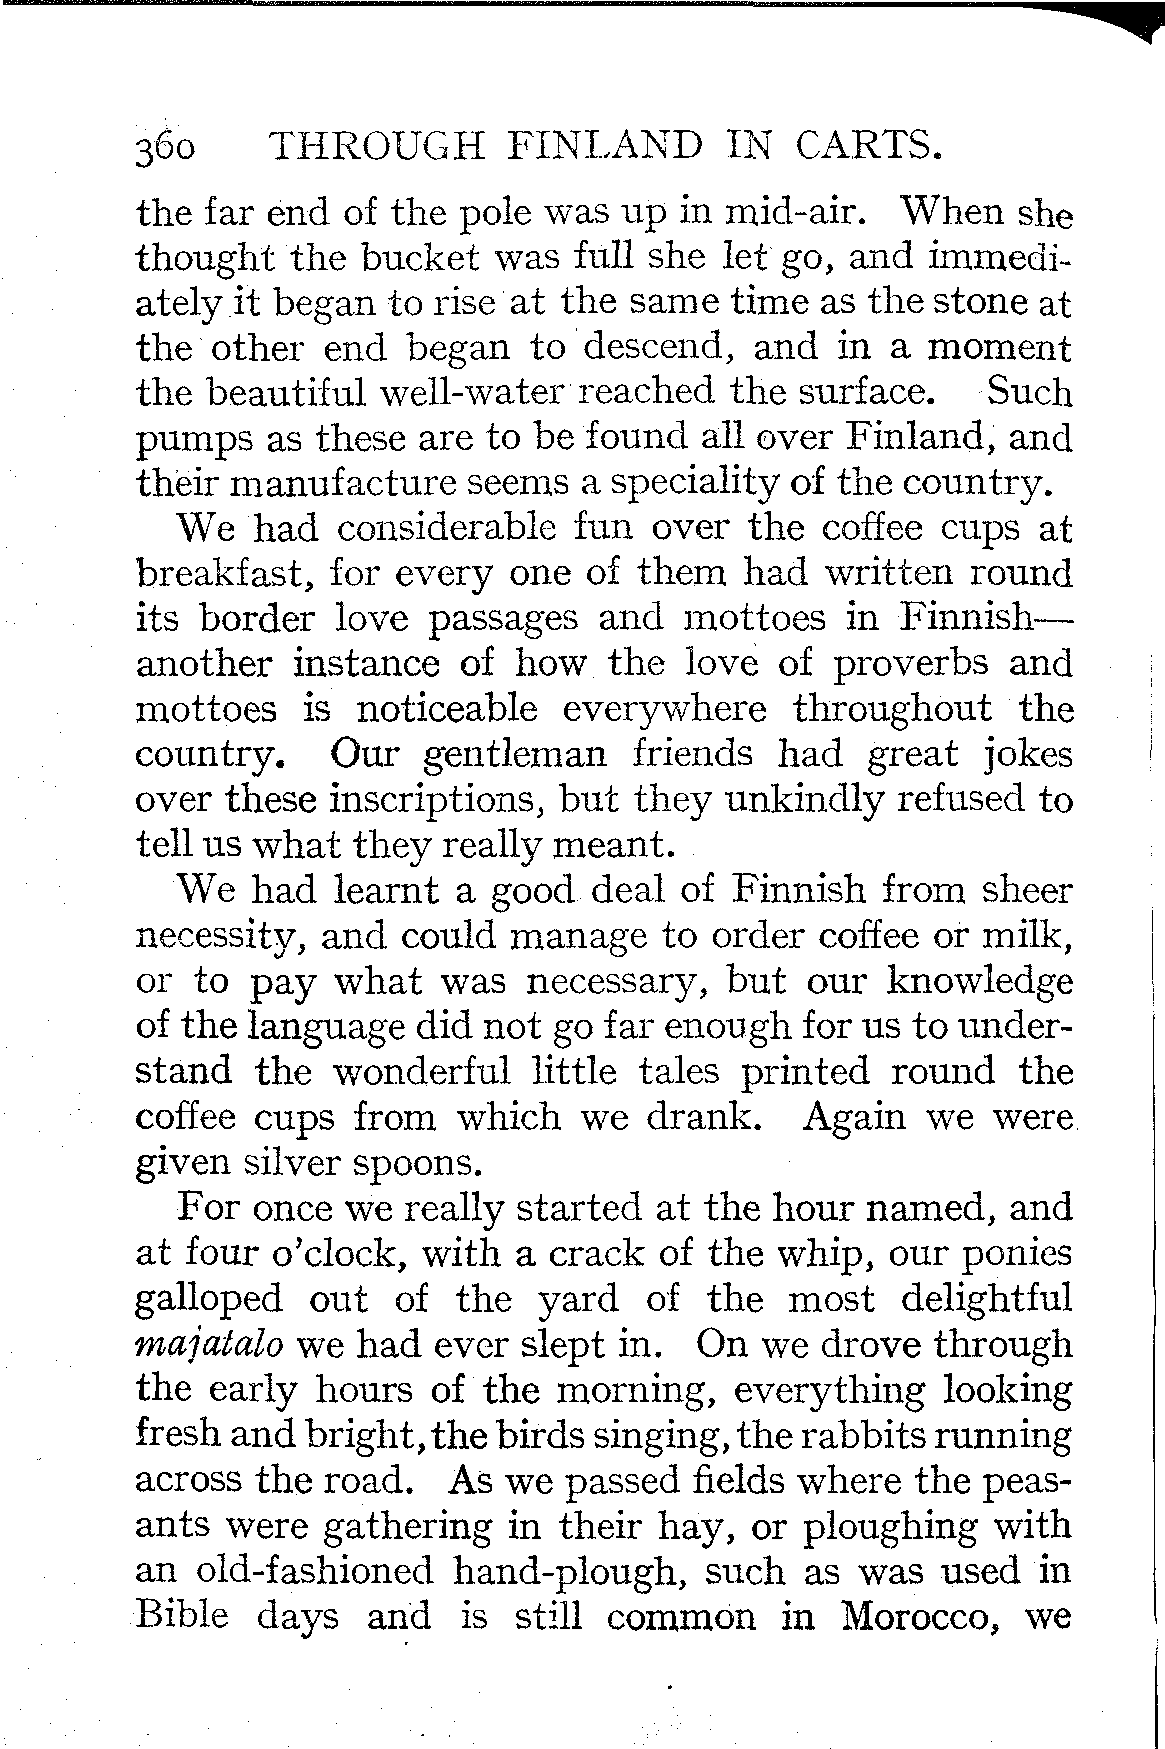 360 THROUGH FINLAND IN CARTS.
the far end of the pole was up in mid-air. When she
thought the bucket was full she let go, and immedi-
ately it began to rise at the same time as the stone at
the other end began to descend, and in a moment
the beautiful well-water reached the surface. Such
pumps as these are to be found all over Finland, and
their manufacture seems a speciality of the country.
We had considerable fun over the coffee cups at
breakfast, for every one of them had written round
its border love passages and mottoes in Finnish—
another instance of how the love of proverbs and
mottoes is noticeable everywhere throughout the
country. Our gentleman friends had great jokes
over these inscriptions, but they unkindly refused to
tell us what they really meant.
We had learnt a good deal of Finnish from sheer
necessity, and could manage to order coffee or milk,
or to pay what was necessary, but our knowledge
of the language did not go far enough for us to under-
stand the wonderful little tales printed round the
coffee cups from which we drank. Again we were
given silver spoons.
For once we really started at the hour named, and
at four o'clock, with a crack of the whip, our ponies
galloped out of the yard of the most delightful
majatalo we had ever slept in. On we drove through
the early hours of the morning, everything looking
fresh and bright, the birds singing, the rabbits running
across the road. As we passed fields where the peas-
ants were gathering in their hay, or ploughing with
an old-fashioned hand-plough, such as was used in
Bible days and is still common in Morocco, we